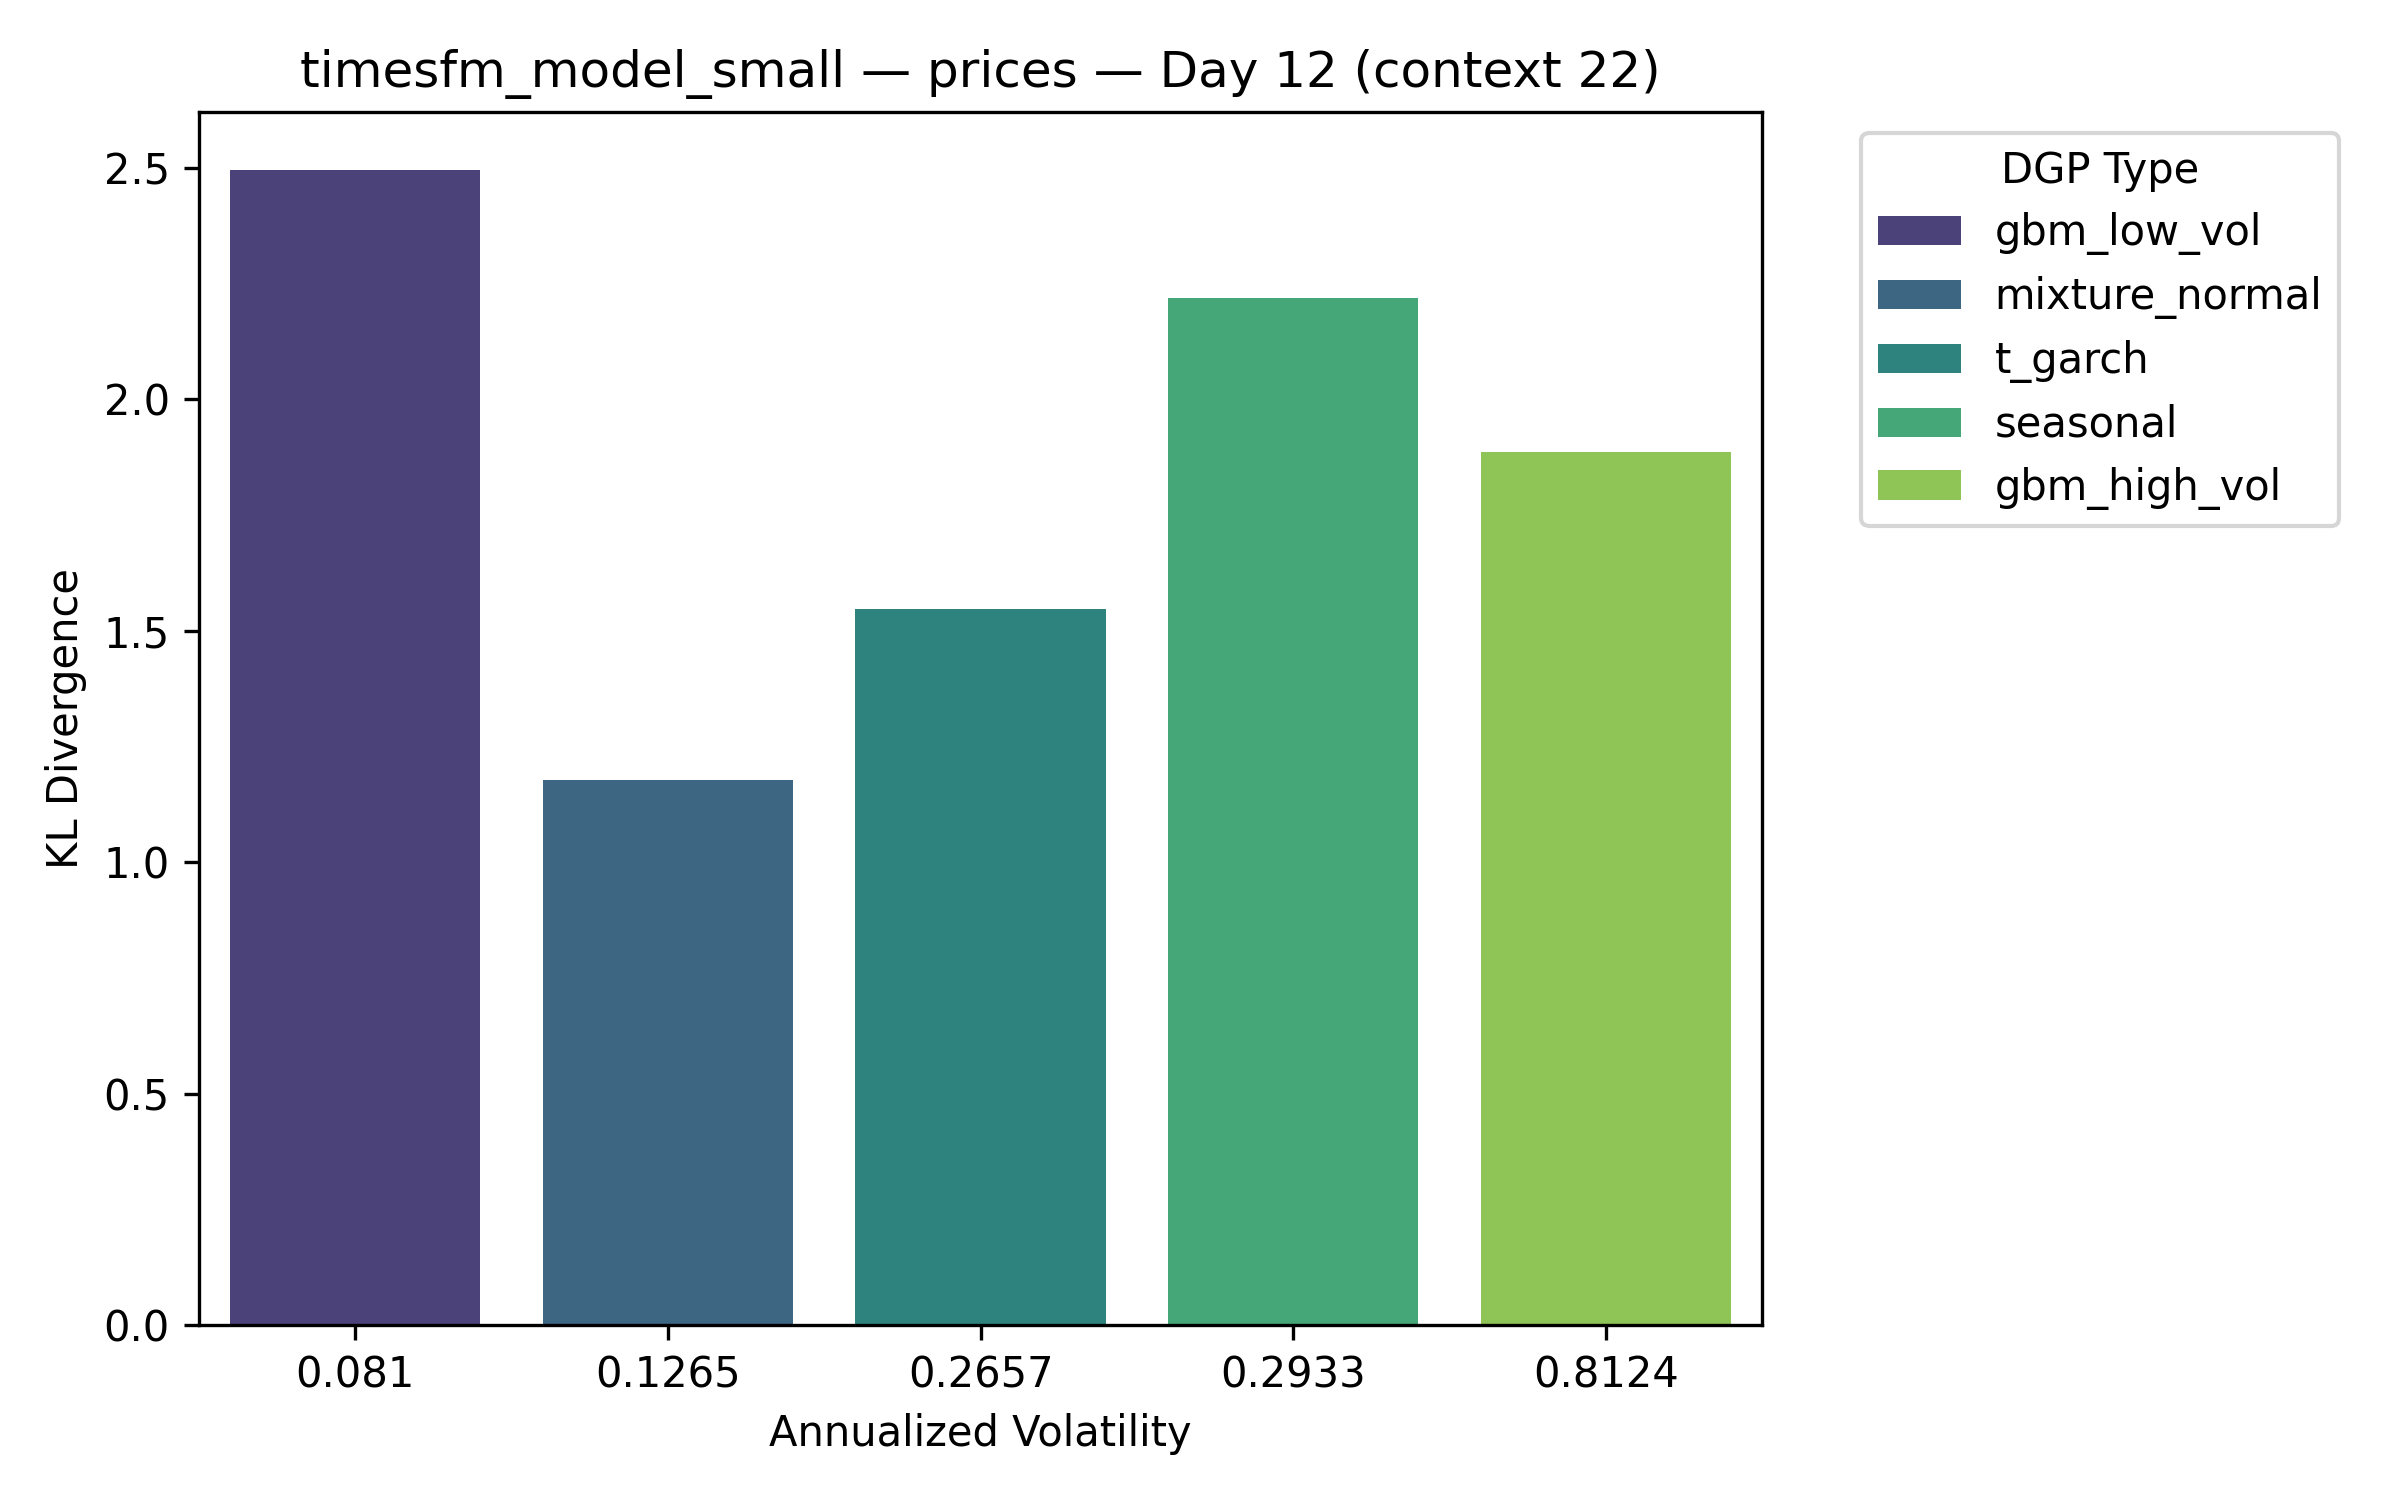 timesfm_model_small — prices — Day 12 (context 22)
KL Divergence
2.5
2.0
1.5
1.0
0.5
0.0
0.081 0.1265 0.2657 0.2933 0.8124
Annualized Volatility
DGP Type
gbm_low_vol
mixture_normal
t_garch
seasonal
gbm_high_vol